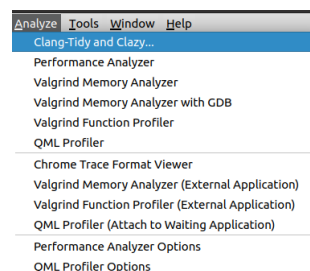 Analyze Tools Window Help
Clang-Tidy and Clazy...
Performance Analyzer
Valgrind Memory Analyzer
Valgrind Memory Analyzer with GDB
Valgrind Function Profiler
QML Profiler
Chrome Trace Format Viewer
Valgrind Memory Analyzer (External Application)
Valgrind Function Profiler (External Application)
QML Profiler (Attach to Waiting Application)
Performance Analyzer Options
QML Profiler Options